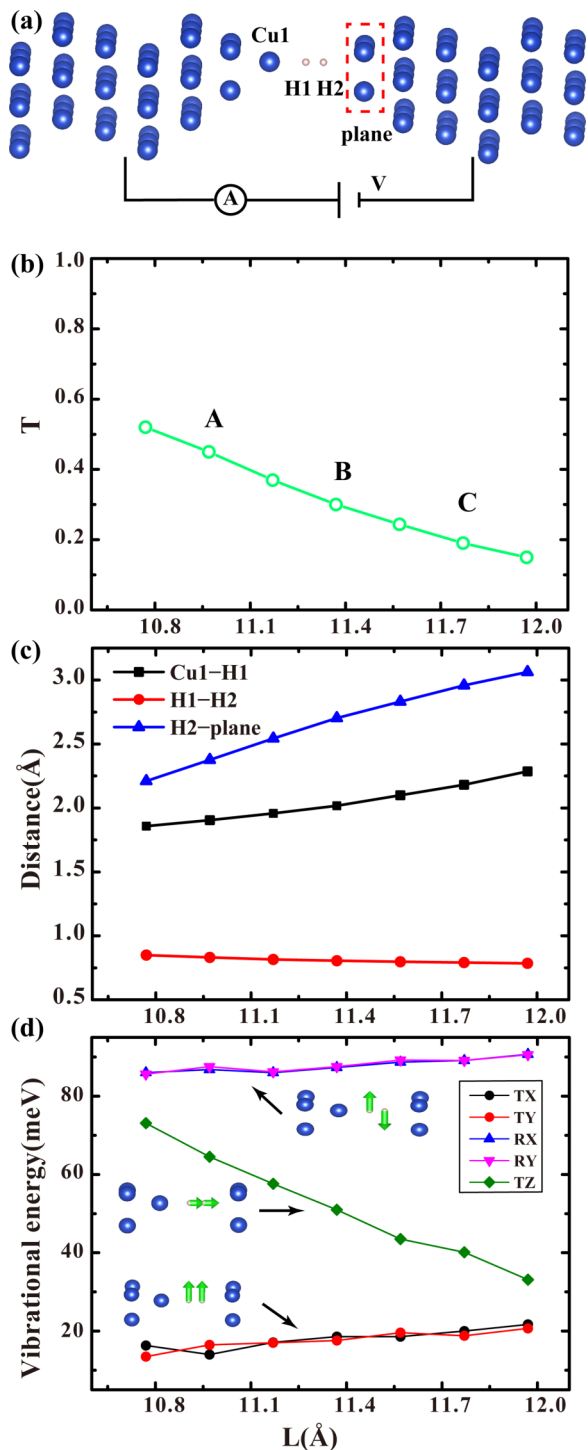 (a)
Cu1
H1 H2
plane
A
V
(b)
1.0
0.8
0.6
0.4
0.2
0.0
T
A
B
C
10.8 11.1 11.4 11.7 12.0
(c)
Cu1−H1
H1−H2
H2−plane
3.0
2.5
2.0
1.5
1.0
0.5
Distance(Å)
10.8 11.1 11.4 11.7 12.0
(d)
80
60
40
20
Vibrational energy(meV)
TX
TY
RX
RY
TZ
10.8 11.1 11.4 11.7 12.0
L(Å)